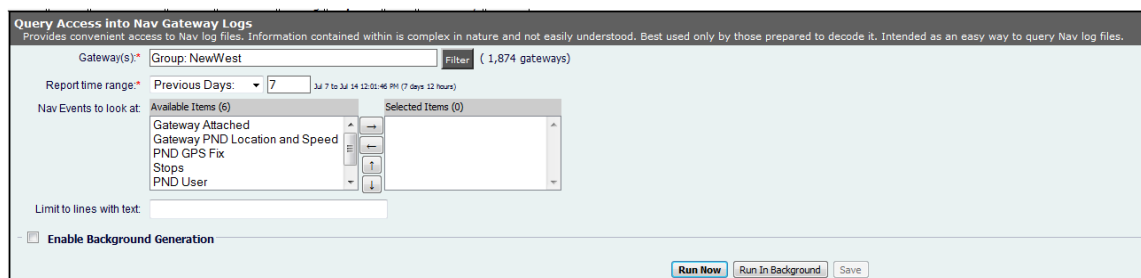 Query Access into Nav Gateway Logs
Provides convenient access to Nav log files. Information contained within is complex in nature and not easily understood. Best used only by those prepared to decode it. Intended as an easy way to query Nav log files.
Gateway(s):* Group: NewWest Filter ( 1,874 gateways)
Report time range:* Previous Days: 7 Jul 7 to Jul 14 12:01:46 PM (7 days 12 hours)
Nav Events to look at: Available Items (6) Selected Items (0)
Gateway Attached →
Gateway PND Location and Speed
PND GPS Fix ←
Stops ↑
PND User ↓
Limit to lines with text:
Enable Background Generation
Run Now Run In Background Save